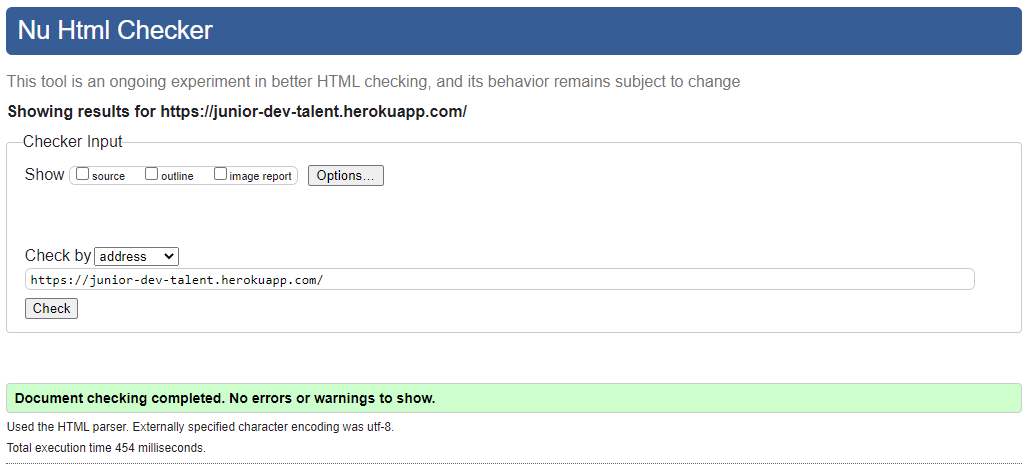 Nu Html Checker
This tool is an ongoing experiment in better HTML checking, and its behavior remains subject to change
Showing results for https://junior-dev-talent.herokuapp.com/
Checker Input
Show source outline image report Options...
Check by address
https://junior-dev-talent.herokuapp.com/
Check
Document checking completed. No errors or warnings to show.
Used the HTML parser. Externally specified character encoding was utf-8.
Total execution time 454 milliseconds.